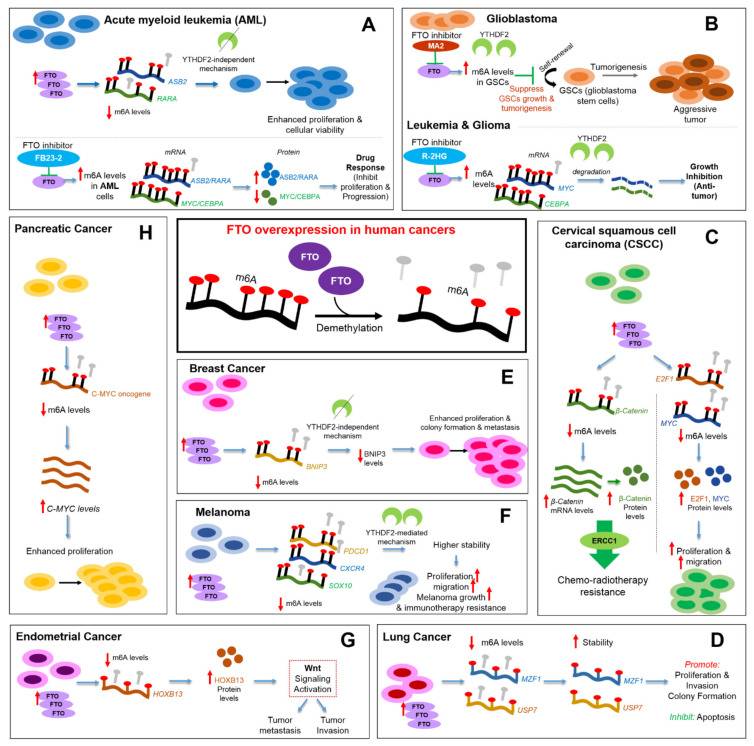 Acute myeloid leukemia (AML)
A
YTHDF2-independent
mechanism
FTO
FTO
FTO
ASB2
RARA
m6A levels
Enhanced proliferation &
cellular viability
FTO inhibitor
FB23-2
FTO
m6A levels
in AML
cells
mRNA
ASB2/RARA
MYC/CEBPA
Protein
ASB2/RARA
MYC/CEBPA
Drug
Response
(Inhibit
proliferation &
Progression)
Glioblastoma
B
FTO inhibitor
MA2
FTO
YTHDF2
m6A levels
in GSCs
Suppress
GSCs growth &
tumorigenesis
Self-renewal
GSCs (glioblastoma
stem cells)
Tumorigenesis
Aggressive
tumor
Leukemia & Glioma
FTO inhibitor
R-2HG
FTO
m6A
levels
mRNA
MYC
CEBPA
YTHDF2
degradation
Growth
Inhibition
(Anti-
tumor)
Pancreatic Cancer
H
FTO
FTO
FTO
C-MYC oncogene
m6A levels
C-MYC levels
Enhanced proliferation
FTO overexpression in human cancers
m6A
FTO
FTO
Demethylation
m6A
Cervical squamous cell
carcinoma (CSCC)
C
FTO
FTO
FTO
β-Catenin
m6A levels
β-Catenin
mRNA levels
β-Catenin
Protein
levels
ERCC1
Chemo-radiotherapy
resistance
E2F1
MYC
m6A levels
E2F1, MYC
Protein levels
Proliferation &
migration
Breast Cancer
E
FTO
FTO
FTO
BNIP3
m6A levels
YTHDF2-independent
mechanism
BNIP3
levels
Enhanced proliferation &
colony formation & metastasis
Melanoma
F
FTO
FTO
FTO
PDCD1
CXCR4
SOX10
m6A levels
YTHDF2-mediated
mechanism
Higher stability
Proliferation
migration
Melanoma growth
& immunotherapy resistance
Endometrial Cancer
G
FTO
FTO
FTO
m6A levels
HOXB13
HOXB13
Protein
levels
Wnt
Signaling
Activation
Tumor
metastasis
Tumor
Invasion
Lung Cancer
D
FTO
FTO
FTO
m6A levels
MZF1
USP7
Stability
MZF1
USP7
Promote:
Proliferation &
Invasion
Colony Formation
Inhibit: Apoptosis